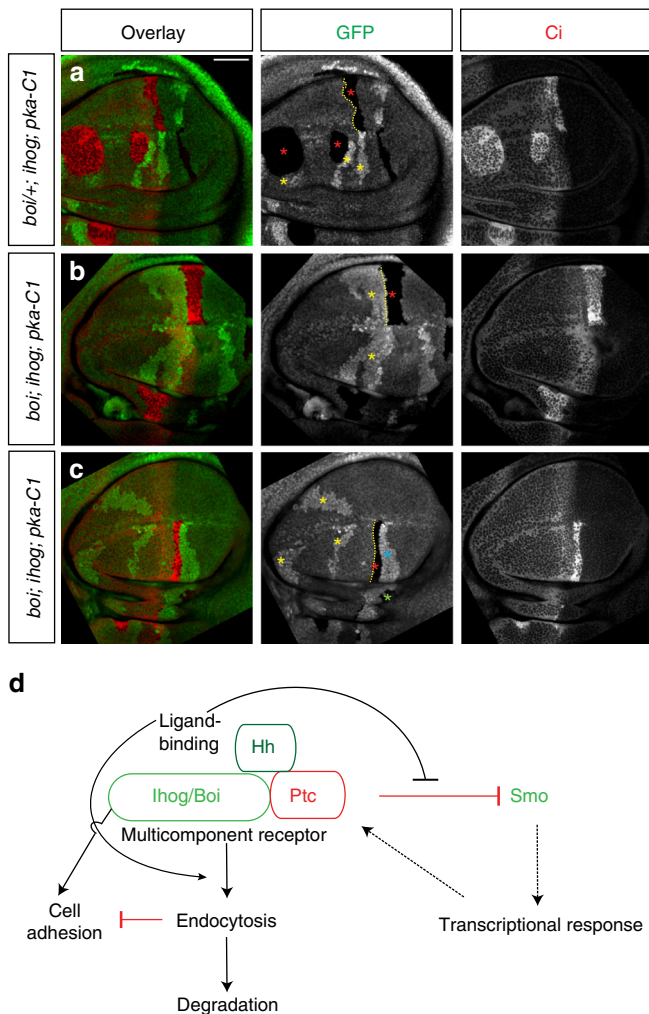 Overlay
GFP
Ci
boi/+; ihog; pka-C1
a
* * * * * *
boi; ihog; pka-C1
b
* * *
boi; ihog; pka-C1
c
* * * * * *
d
Ligand-
binding
Hh
Ihog/Boi
Ptc
Smo
Multicomponent receptor
Cell
adhesion
Endocytosis
Transcriptional response
Degradation